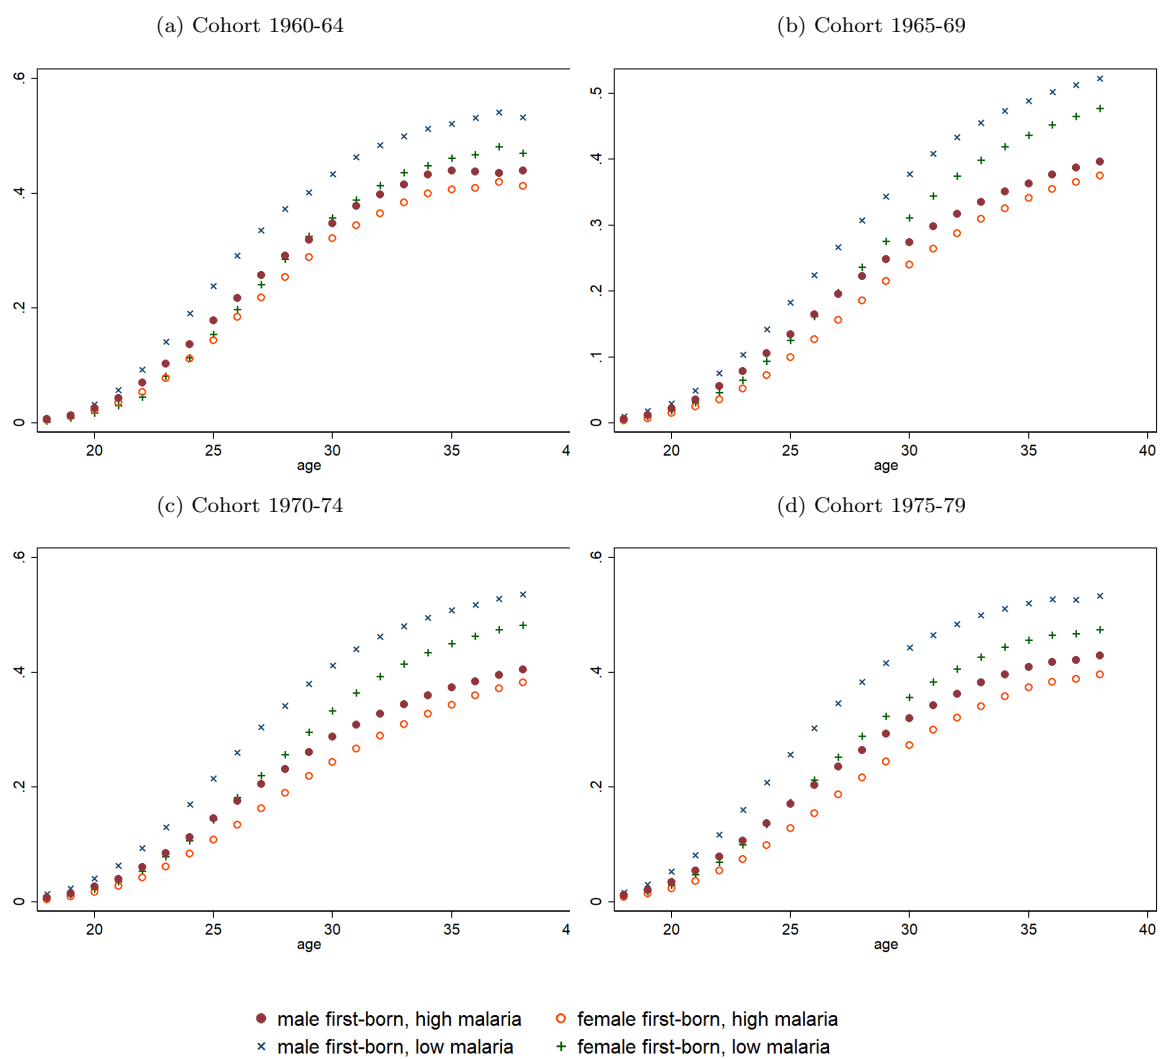 (a) Cohort 1960-64
.6
.4
.2
0
20 25 30 35 4
age
(b) Cohort 1965-69
.5
.4
.3
.2
.1
0
20 25 30 35 40
age
(c) Cohort 1970-74
.6
.4
.2
0
20 25 30 35 4
age
(d) Cohort 1975-79
.6
.4
.2
0
20 25 30 35 40
age
male first-born, high malaria female first-born, high malaria
male first-born, low malaria female first-born, low malaria